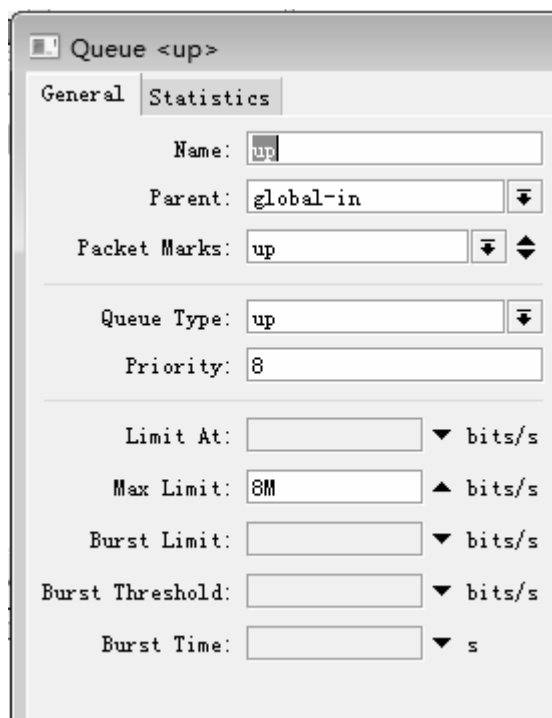 Queue <up>
General Statistics
Name: up
Parent: global-in
Packet Marks: up
Queue Type: up
Priority: 8
Limit At: bits/s
Max Limit: 8M bits/s
Burst Limit: bits/s
Burst Threshold: bits/s
Burst Time: s